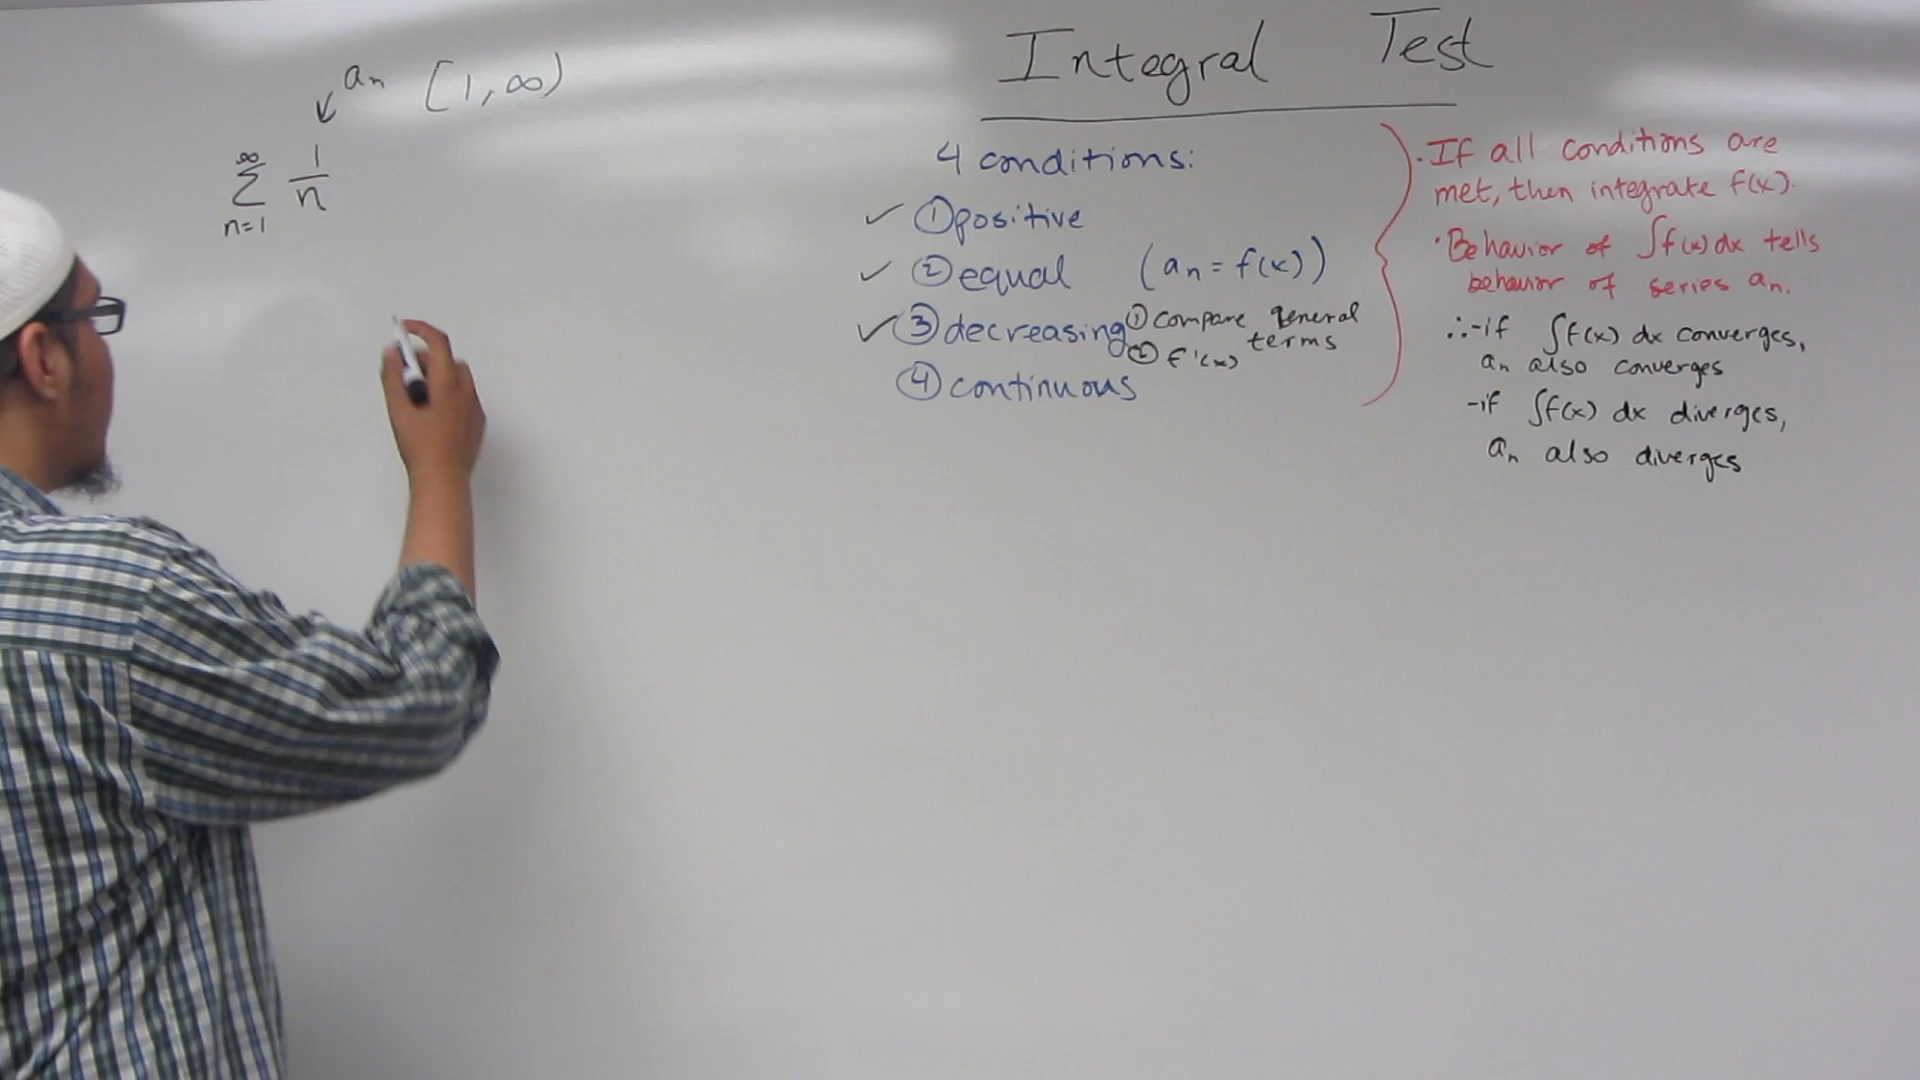 Integral Test
aₙ [1, ∞)
∞
∑ 1/n
n=1
4 conditions:
✓ ① positive
✓ ② equal (aₙ = f(x))
✓ ③ decreasing ① compare general terms
② f'(x)
④ continuous
· If all conditions are
met, then integrate f(x).
· Behavior of ∫f(x)dx tells
behavior of series aₙ.
∴ -if ∫f(x) dx converges,
aₙ also converges
-if ∫f(x) dx diverges,
aₙ also diverges